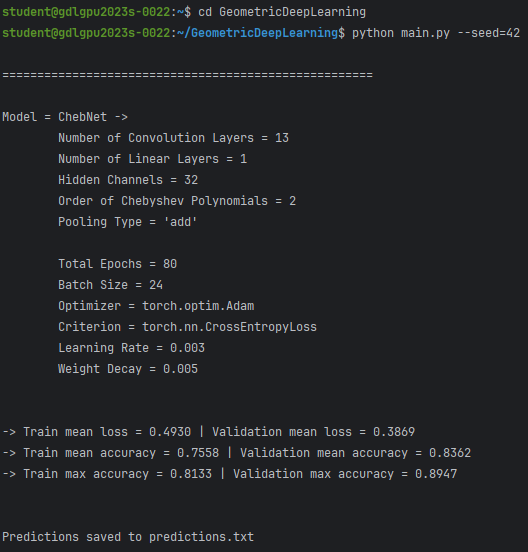 student@gdlgpu2023s-0022:~$ cd GeometricDeepLearning
student@gdlgpu2023s-0022:~/GeometricDeepLearning$ python main.py --seed=42
=====================================================
Model = ChebNet ->
Number of Convolution Layers = 13
Number of Linear Layers = 1
Hidden Channels = 32
Order of Chebyshev Polynomials = 2
Pooling Type = 'add'
Total Epochs = 80
Batch Size = 24
Optimizer = torch.optim.Adam
Criterion = torch.nn.CrossEntropyLoss
Learning Rate = 0.003
Weight Decay = 0.005
-> Train mean loss = 0.4930 | Validation mean loss = 0.3869
-> Train mean accuracy = 0.7558 | Validation mean accuracy = 0.8362
-> Train max accuracy = 0.8133 | Validation max accuracy = 0.8947
Predictions saved to predictions.txt